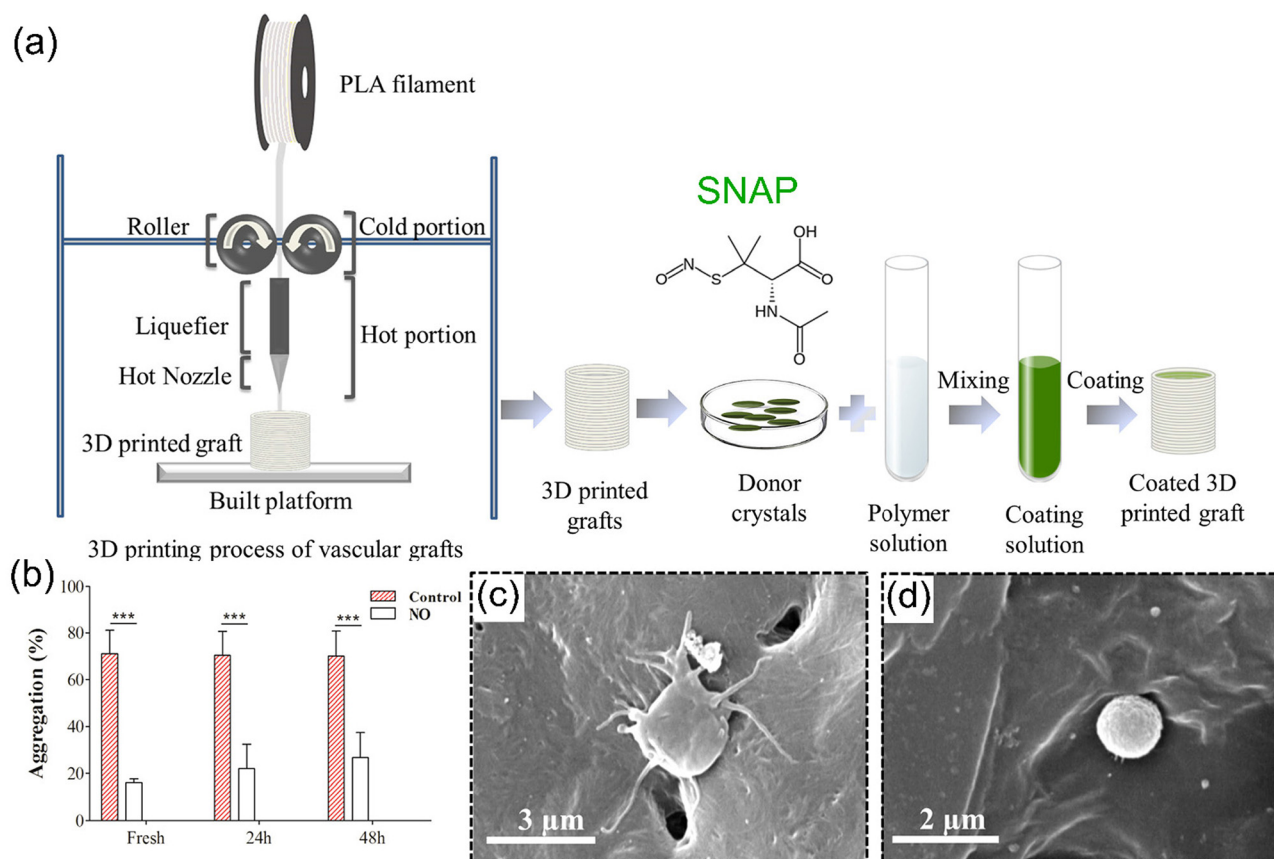 (a)
PLA filament
SNAP
Roller
Cold portion
OH
O
N
S
O
HN
O
Liquefier
Hot portion
Hot Nozzle
Mixing
Coating
3D printed graft
Built platform
3D printed
grafts
Donor
crystals
Polymer
solution
Coating
solution
Coated 3D
printed graft
3D printing process of vascular grafts
(b)
100
80
60
40
20
0
Aggregation (%)
***
***
***
Control
NO
Fresh
24h
48h
(c)
3 μm
(d)
2 μm